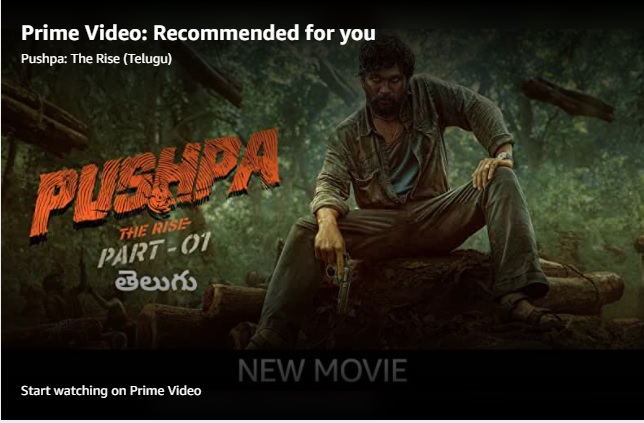 Prime Video: Recommended for you
Pushpa: The Rise (Telugu)
PUSHPA
THE RISE
PART-01
తెలుగు
NEW MOVIE
Start watching on Prime Video